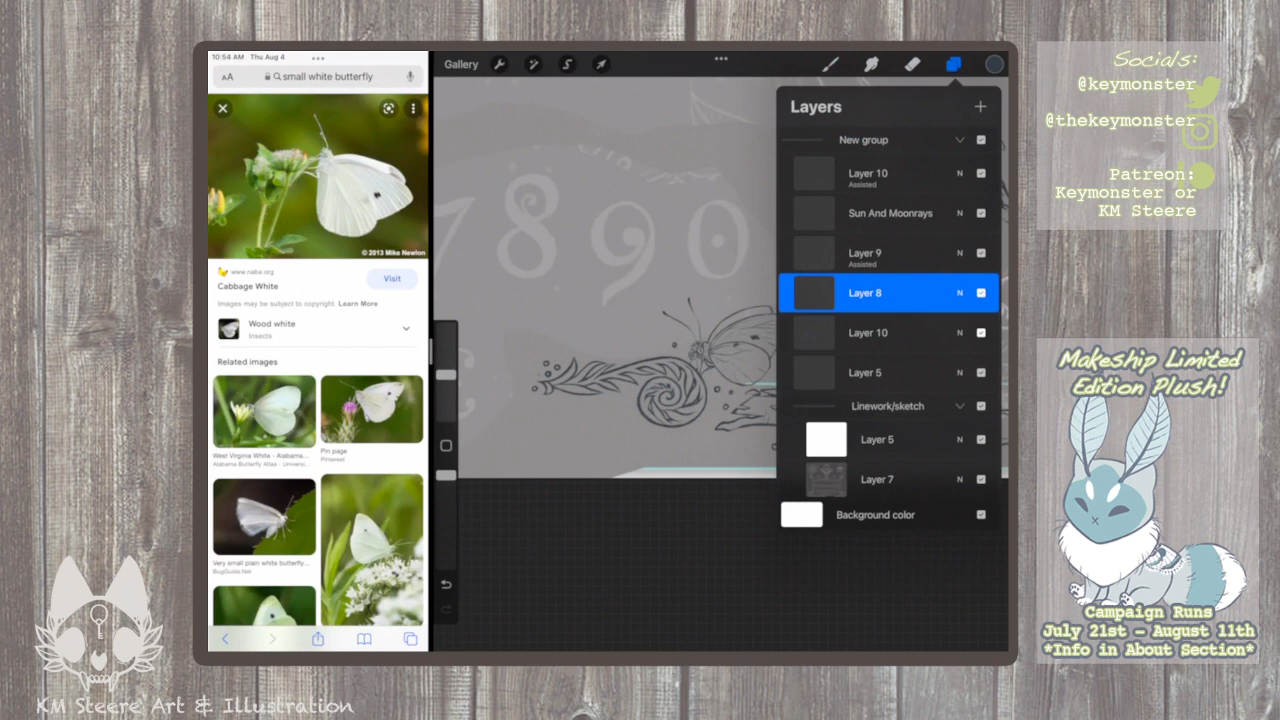 10:54 AM Thu Aug 4
AA
small white butterfly
© 2013 Mike Newlon
www.naba.org
Cabbage White
Visit
Images may be subject to copyright. Learn More
Wood white
Insects
Related images
West Virginia White - Alabama...
Alabama Butterfly Atlas - Universi...
Pin page
Pinterest
Very small plain white butterfly...
BugGuide.Net
Gallery
7890
Layers
New group
Layer 10 N
Assisted
Sun And Moonrays N
Layer 9 N
Assisted
Layer 8 N
Layer 10 N
Layer 5 N
Linework/sketch
Layer 5 N
Layer 7 N
Background color
Socials:
@keymonster
@thekeymonster
Patreon:
Keymonster or
KM Steere
Makeship Limited
Edition Plush!
Campaign Runs
July 21st - August 11th
*Info in About Section*
KM Steere Art & Illustration